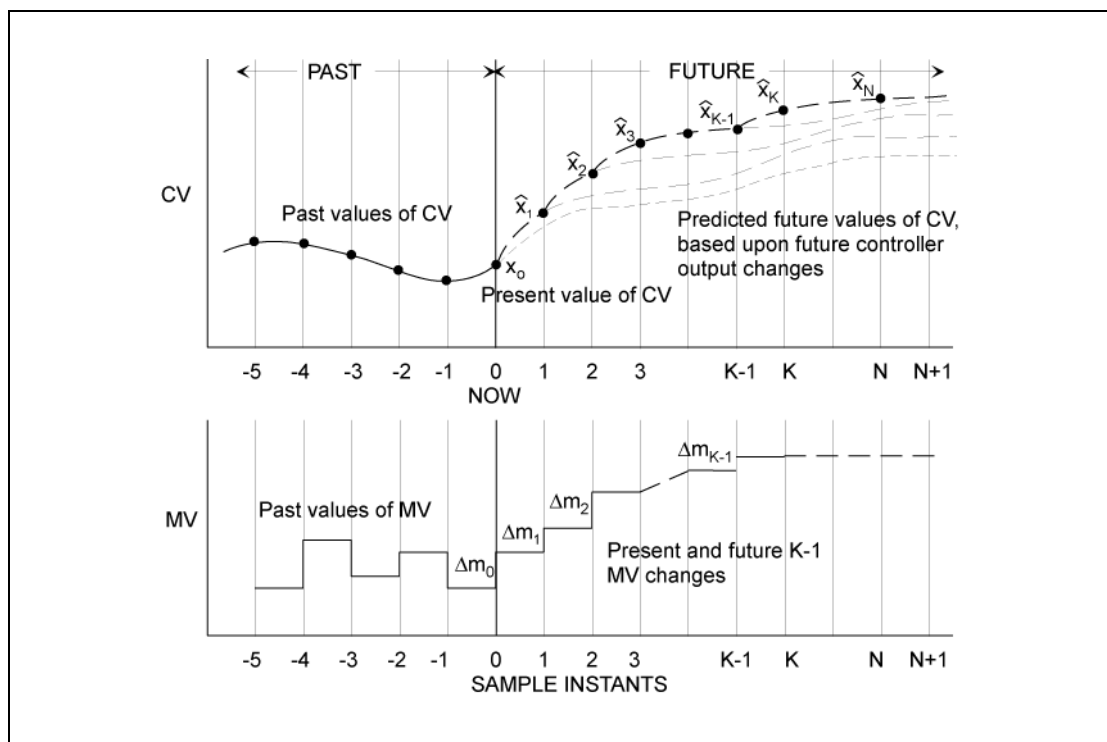 PAST FUTURE
x̂₁ x̂₂ x̂₃ x̂K-1 x̂K x̂N
CV
Past values of CV
xₒ
Present value of CV
Predicted future values of CV,
based upon future controller
output changes
-5 -4 -3 -2 -1 0 1 2 3 K-1 K N N+1
NOW
MV
Past values of MV
Δm₀ Δm₁ Δm₂ ΔmK-1
Present and future K-1
MV changes
-5 -4 -3 -2 -1 0 1 2 3 K-1 K N N+1
SAMPLE INSTANTS